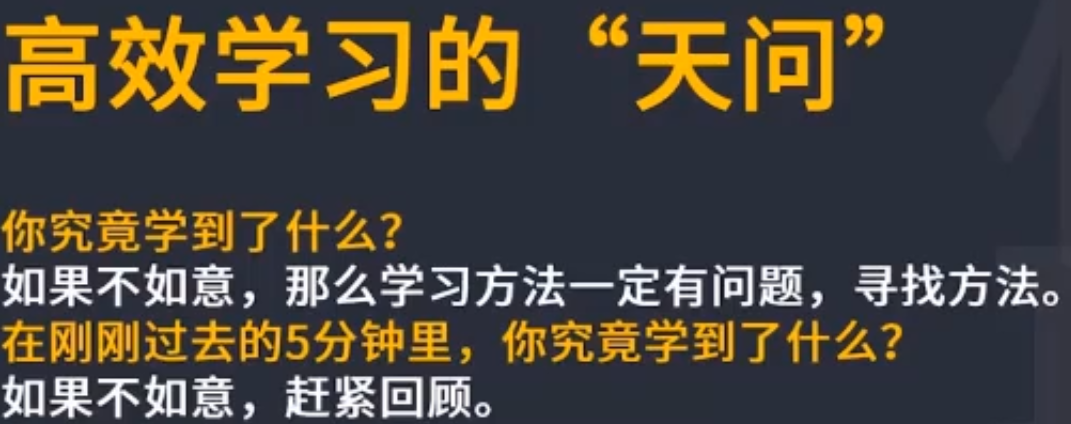 高效学习的“天问”
你究竟学到了什么？
如果不如意，那么学习方法一定有问题，寻找方法。
在刚刚过去的5分钟里，你究竟学到了什么？
如果不如意，赶紧回顾。